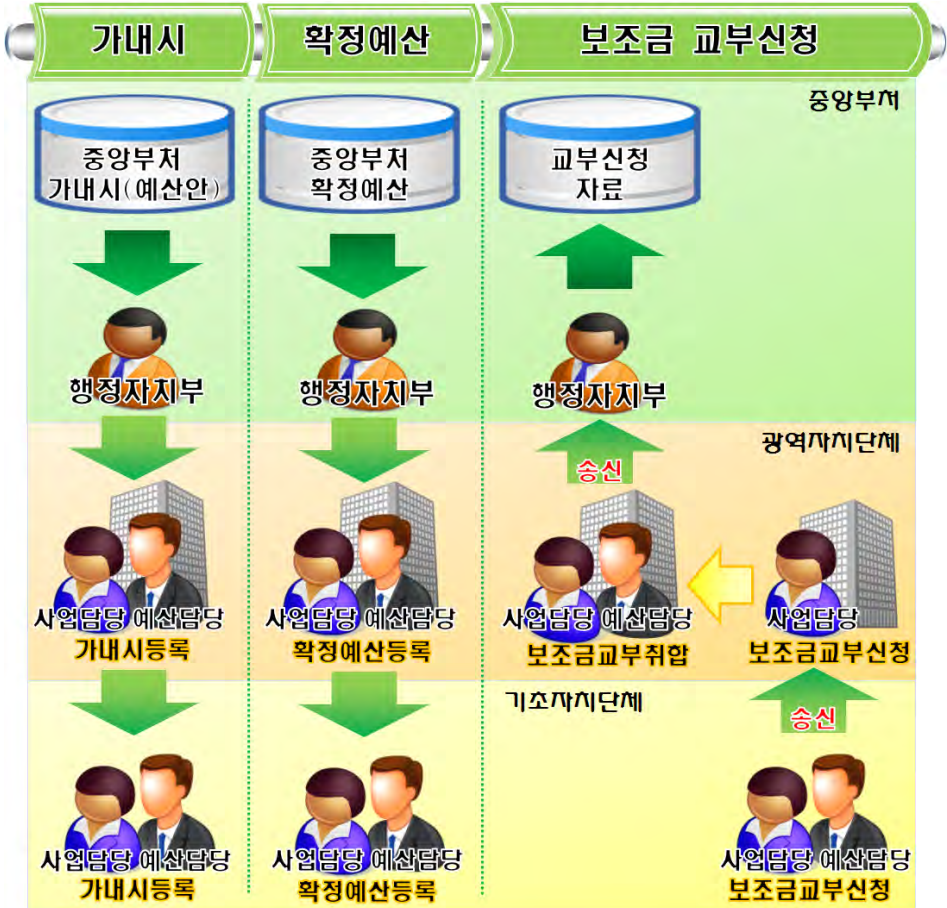 가내시
확정예산
보조금 교부신청
중앙부처
중앙부처
가내시(예산안)
중앙부처
확정예산
교부신청
자료
행정자치부
행정자치부
행정자치부
광역자치단체
송신
사업담당 예산담당
가내시등록
사업담당 예산담당
확정예산등록
사업담당 예산담당
보조금교부취합
사업담당
보조금교부신청
기초자치단체
송신
사업담당 예산담당
가내시등록
사업담당 예산담당
확정예산등록
사업담당 예산담당
보조금교부신청